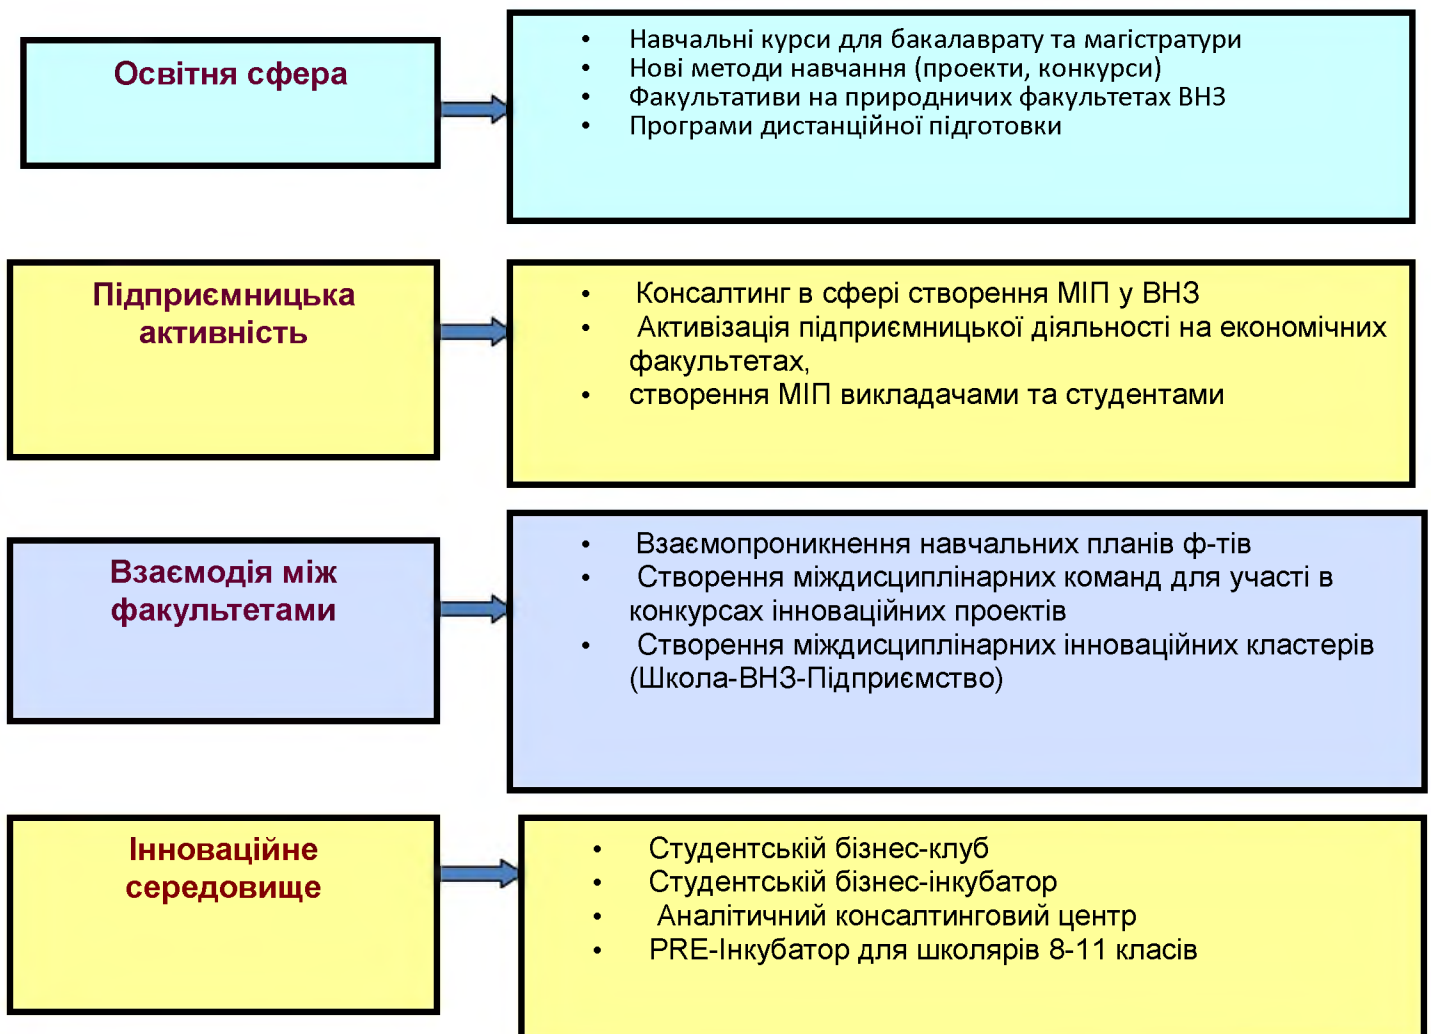 Освітня сфера
• Навчальні курси для бакалаврату та магістратури
• Нові методи навчання (проекти, конкурси)
• Факультативи на природничих факультетах ВНЗ
• Програми дистанційної підготовки
Підприємницька
активність
• Консалтинг в сфері створення МІП у ВНЗ
• Активізація підприємницької діяльності на економічних
факультетах,
• створення МІП викладачами та студентами
Взаємодія між
факультетами
• Взаємопроникнення навчальних планів ф-тів
• Створення міждисциплінарних команд для участі в
конкурсах інноваційних проектів
• Створення міждисциплінарних інноваційних кластерів
(Школа-ВНЗ-Підприємство)
Інноваційне
середовище
• Студентській бізнес-клуб
• Студентській бізнес-інкубатор
• Аналітичний консалтинговий центр
• PRE-Інкубатор для школярів 8-11 класів